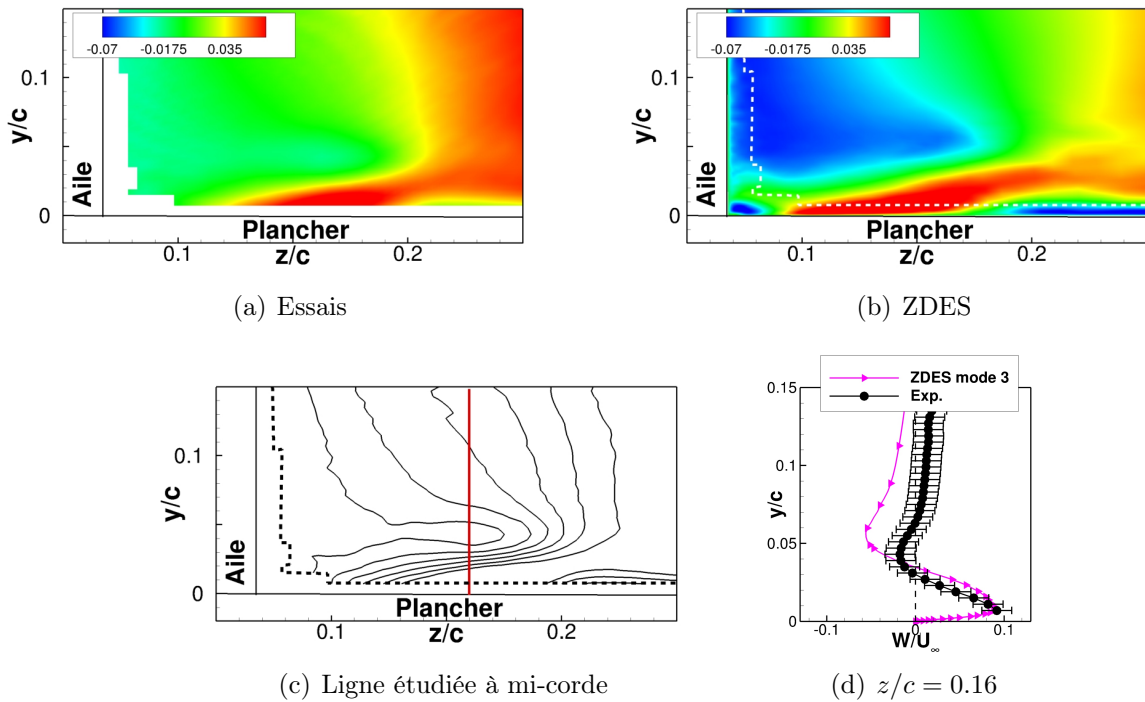 -0.07 -0.0175 0.035
0.1
y/c
Aile
0
Plancher
0.1 z/c 0.2
(a) Essais
-0.07 -0.0175 0.035
0.1
y/c
Aile
0
Plancher
0.1 z/c 0.2
(b) ZDES
0.1
y/c
Aile
0
Plancher
0.1 z/c 0.2
(c) Ligne étudiée à mi-corde
ZDES mode 3
Exp.
0.15
0.1
y/c
0.05
0
-0.1 0 0.1
W/U∞
(d) z/c = 0.16